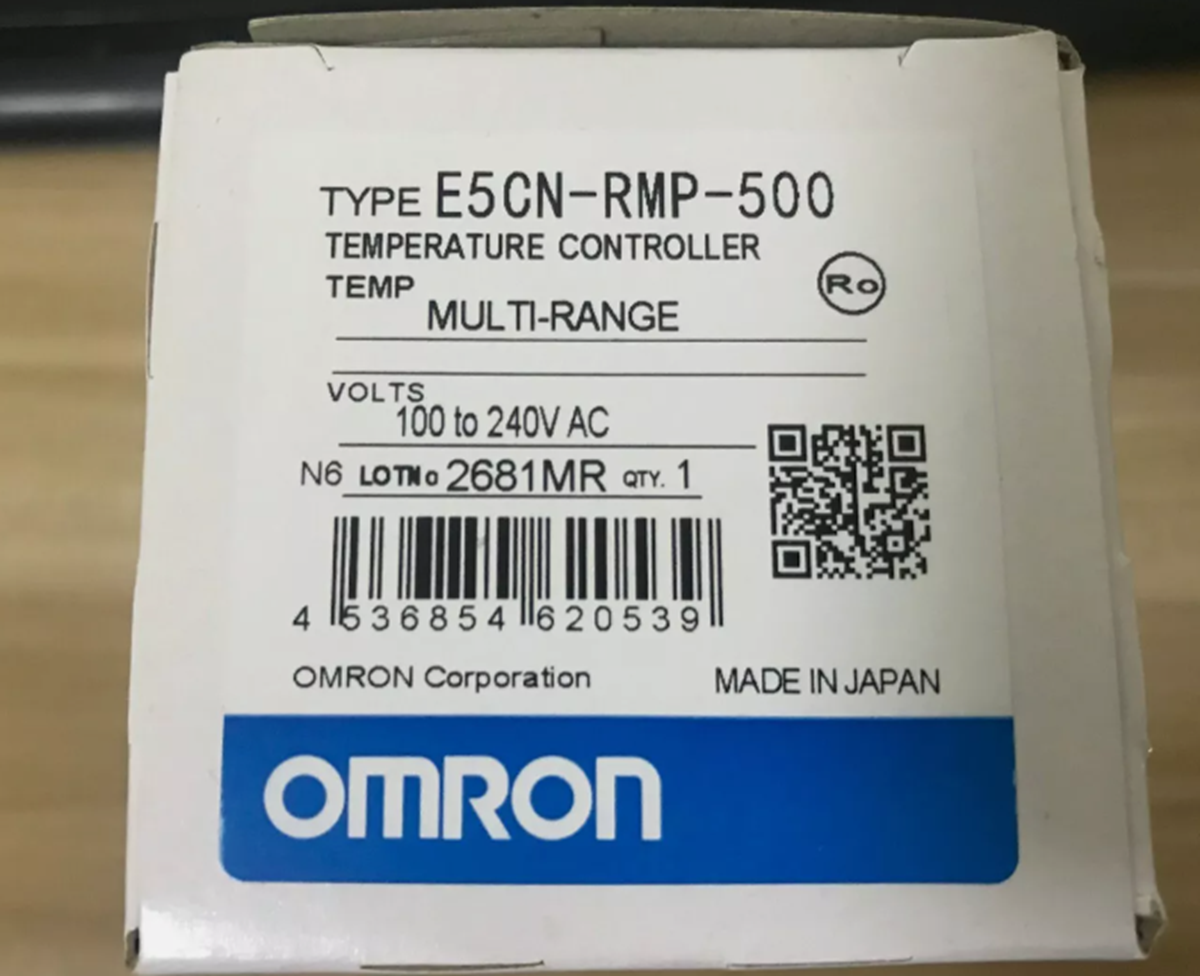 TYPE E5CN-RMP-500
TEMPERATURE CONTROLLER
TEMP
Ro
MULTI-RANGE
VOLTS
100 to 240V AC
N6 LOTNo 2681MR QTY. 1
4 536854 620539
OMRON Corporation MADE IN JAPAN
OMRON